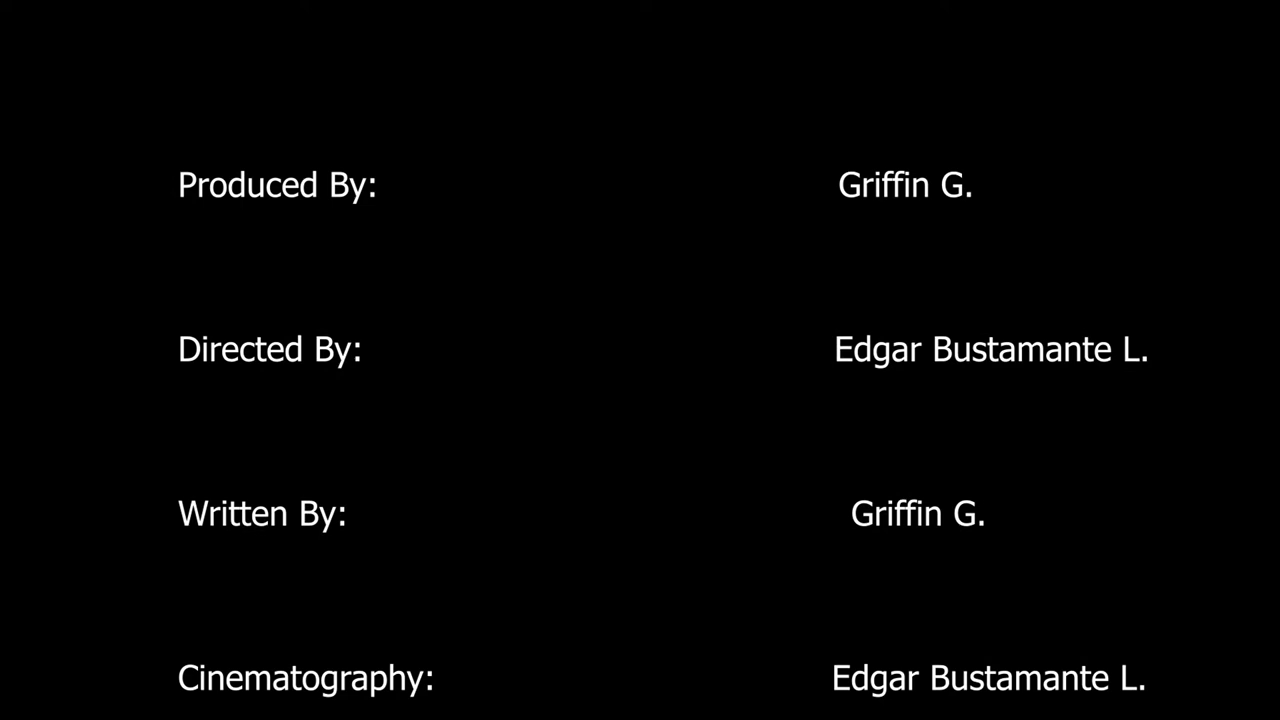 Produced By: Griffin G.
Directed By: Edgar Bustamante L.
Written By: Griffin G.
Cinematography: Edgar Bustamante L.